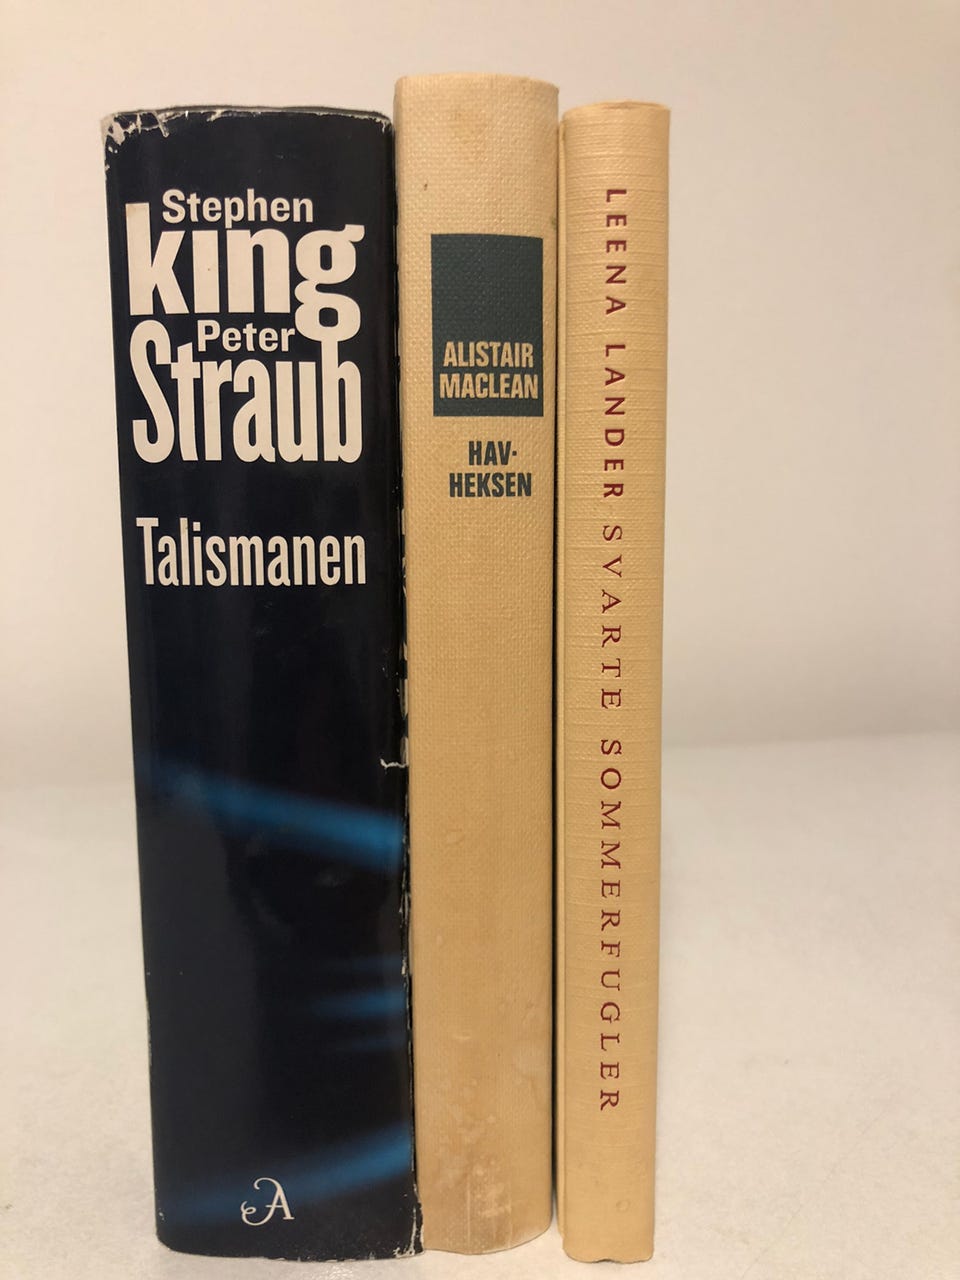 Stephen
king
Peter
Straub
Talismanen
A
ALISTAIR
MACLEAN
HAV-
HEKSEN
LEENA LANDER SVARTE SOMMERFUGLER